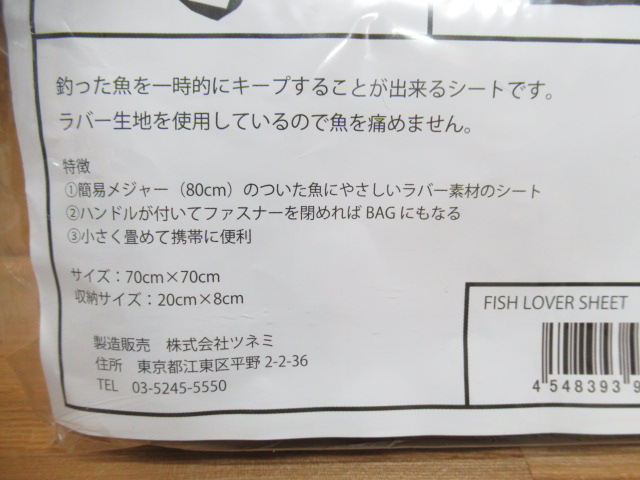 釣った魚を一時的にキープすることが出来るシートです。
ラバー生地を使用しているので魚を痛めません。
特徴
①簡易メジャー（80cm）のついた魚にやさしいラバー素材のシート
②ハンドルが付いてファスナーを閉めればBAGにもなる
③小さく畳めて携帯に便利
サイズ：70cm×70cm
収納サイズ：20cm×8cm
製造販売 株式会社ツネミ
住所 東京都江東区平野2-2-36
TEL 03-5245-5550
FISH LOVER SHEET
4 548393 9